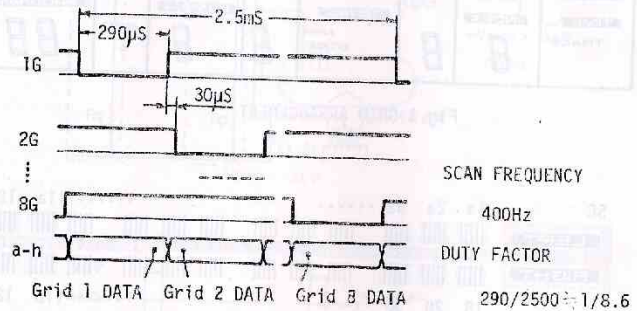 2.5mS
290µS
1G
30µS
2G
8G
a-h
Grid 1 DATA Grid 2 DATA Grid 8 DATA
SCAN FREQUENCY
400Hz
DUTY FACTOR
290/2500≒1/8.6